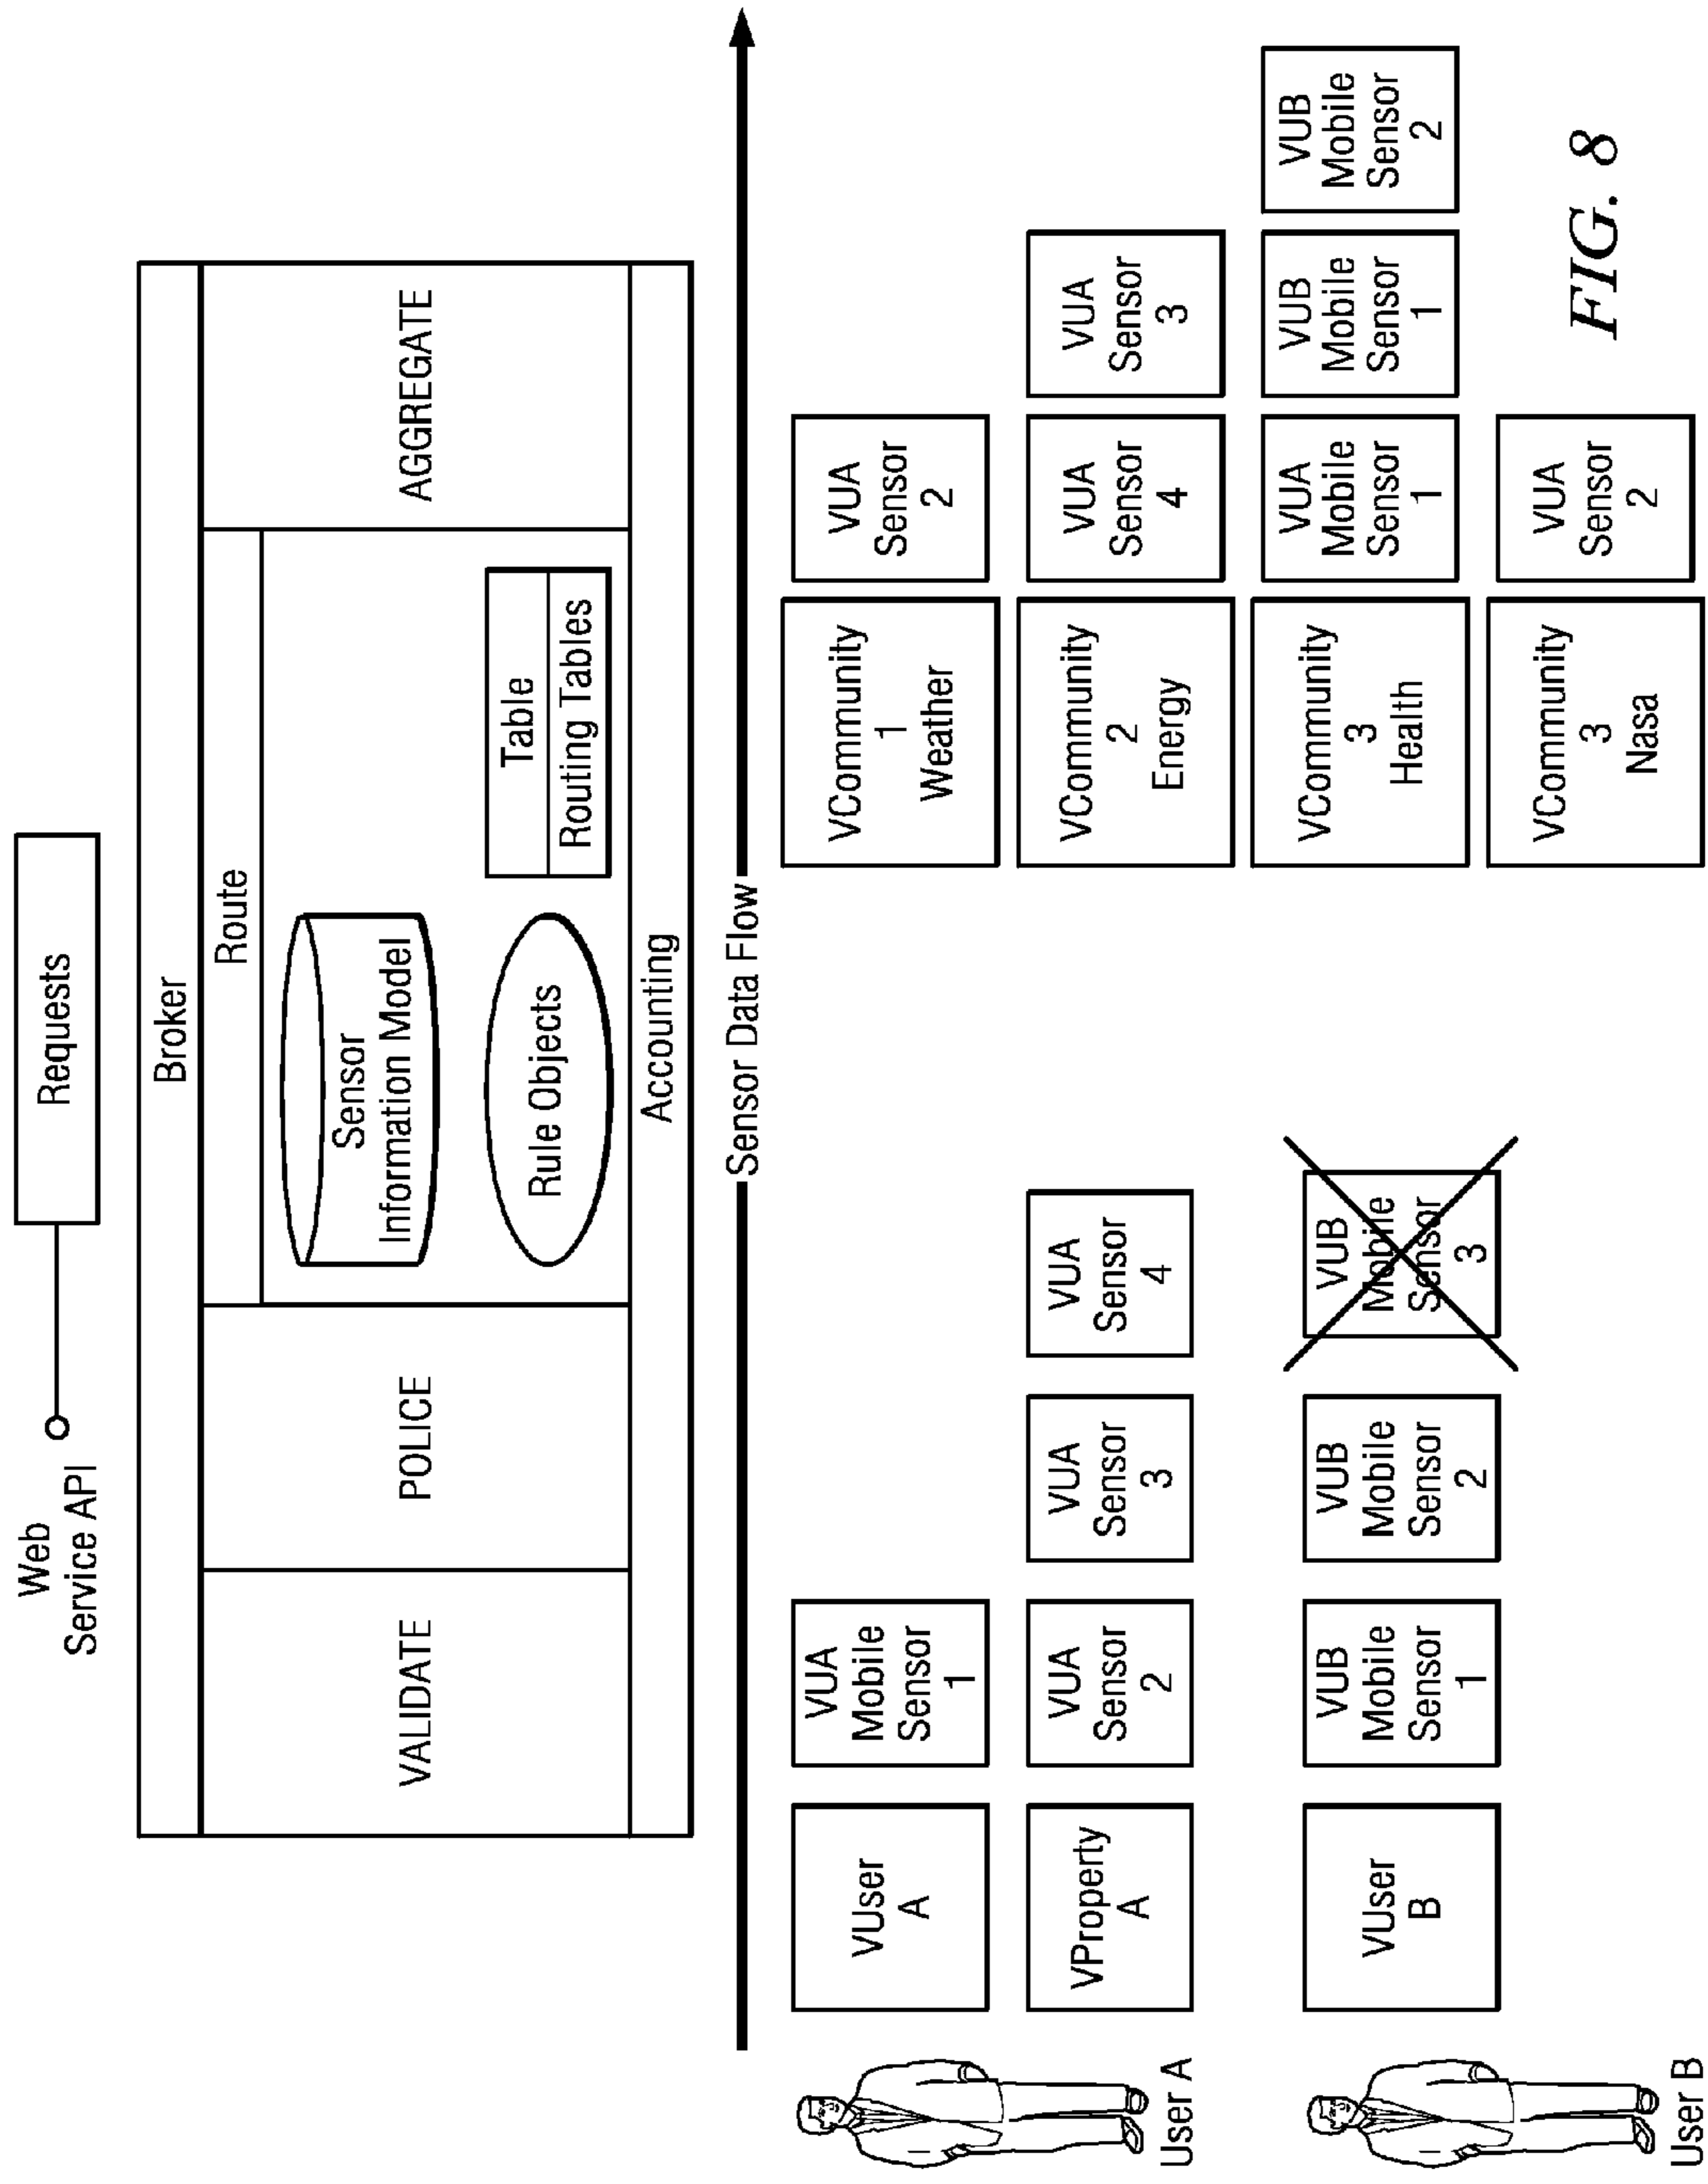 Web
Service API
Requests
Broker
VALIDATE
POLICE
Route
Sensor
Information Model
Rule Objects
Table
Routing Tables
AGGREGATE
Accounting
Sensor Data Flow
User A
VUser
A
VUA
Mobile
Sensor
1
VProperty
A
VUA
Sensor
2
VUA
Sensor
3
VUA
Sensor
4
User B
VUser
B
VUB
Mobile
Sensor
1
VUB
Mobile
Sensor
2
VUB
Mobile
Sensor
3
VCommunity
1
Weather
VUA
Sensor
2
VCommunity
2
Energy
VUA
Sensor
4
VUA
Sensor
3
VCommunity
3
Health
VUA
Mobile
Sensor
1
VUB
Mobile
Sensor
1
VUB
Mobile
Sensor
2
VCommunity
3
Nasa
VUA
Sensor
2
FIG. 8